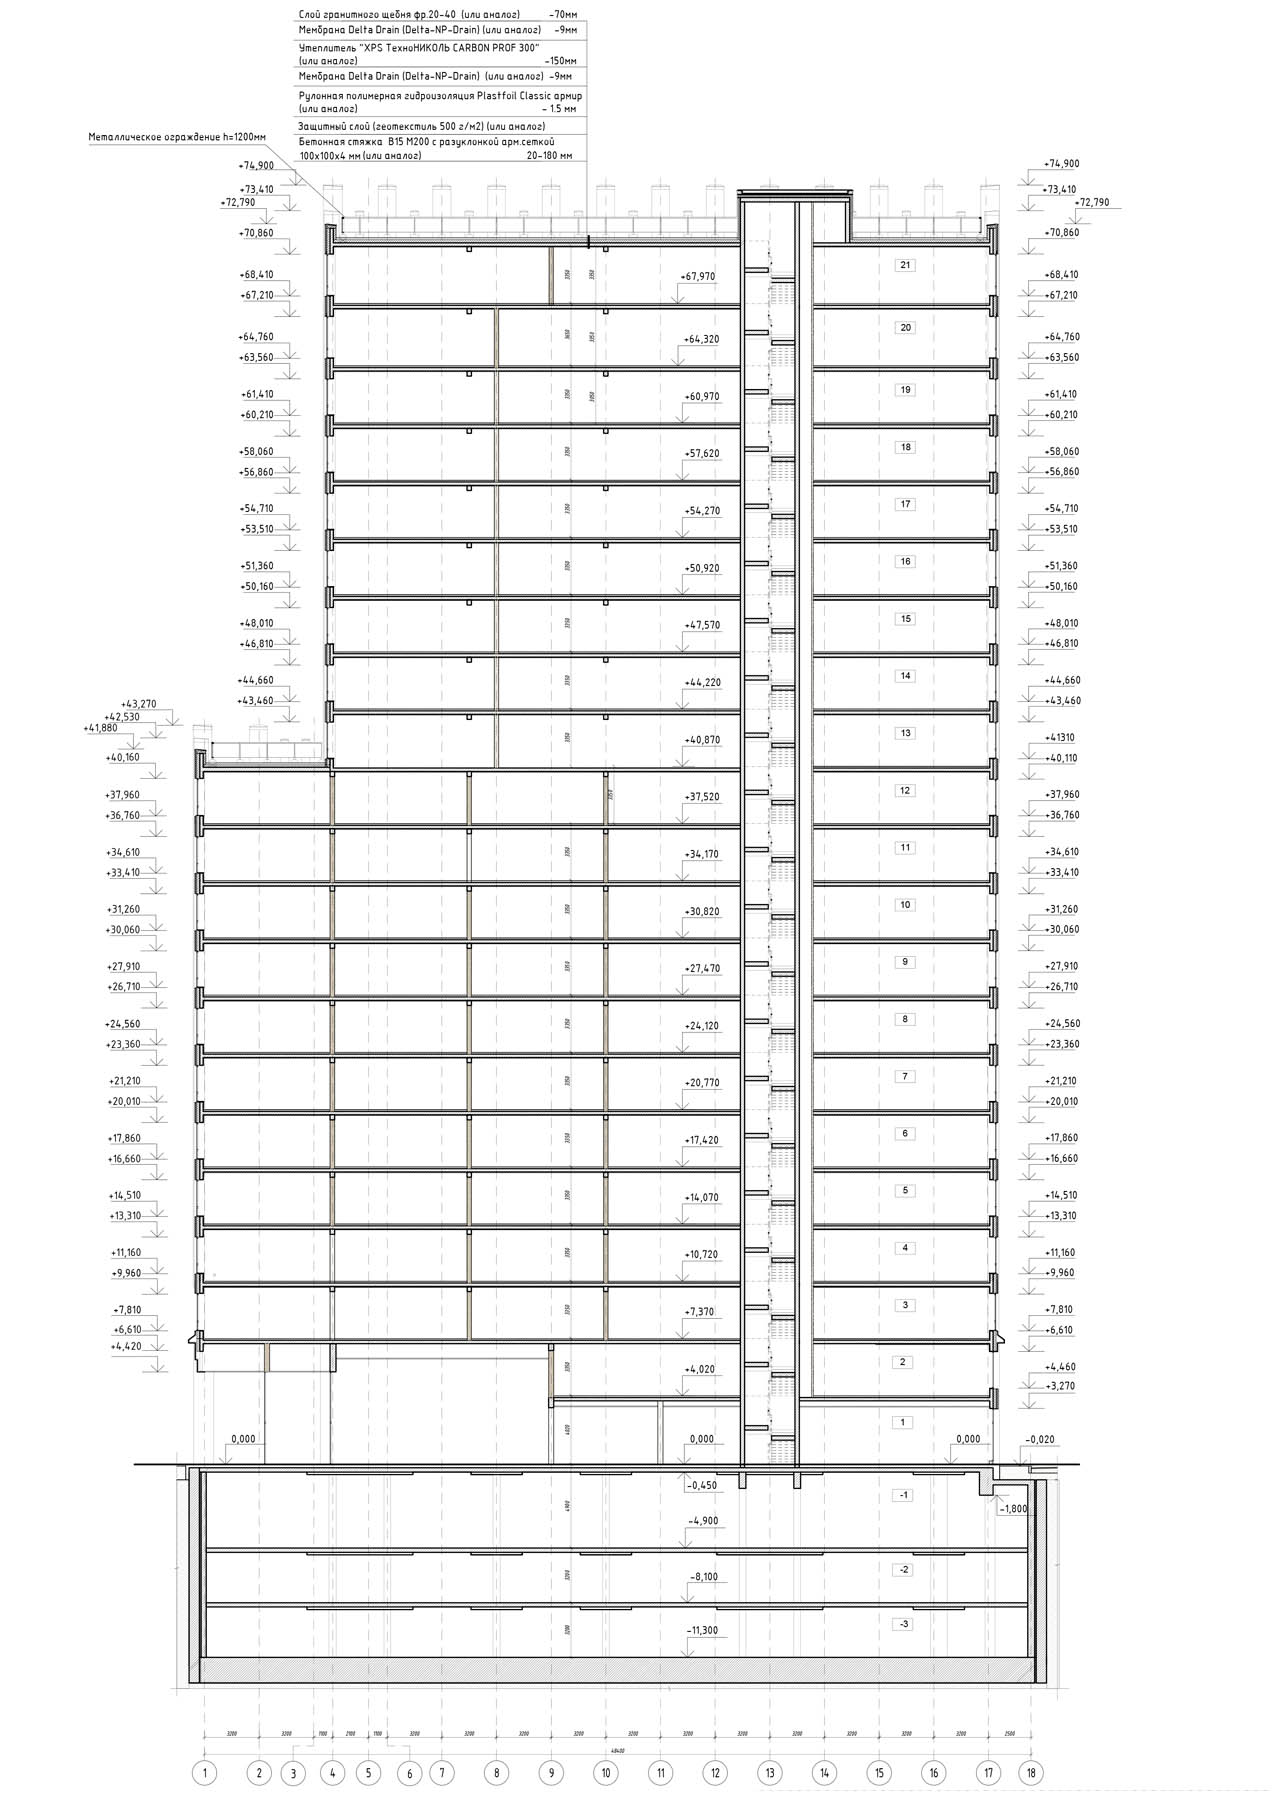 Слой гранитного щебня фр.20-40 (или аналог) -70мм
Мембрана Delta Drain (Delta-NP-Drain) (или аналог) -9мм
Утеплитель "XPS ТехноНИКОЛЬ CARBON PROF 300"
(или аналог) -150мм
Мембрана Delta Drain (Delta-NP-Drain) (или аналог) -9мм
Рулонная полимерная гидроизоляция Plastfoil Classic армир
(или аналог) - 1.5 мм
Защитный слой (геотекстиль 500 г/м2) (или аналог)
Бетонная стяжка В15 М200 с разуклонкой арм.сеткой
100х100х4 мм (или аналог) 20-180 мм
Металлическое ограждение h=1200мм
+74,900 +74,900
+73,410 +73,410
+72,790 +72,790
+70,860 +70,860
21
+68,410 +67,970 +68,410
+67,210 +67,210
20
+64,760 +64,320 +64,760
+63,560 +63,560
19
+61,410 +60,970 +61,410
+60,210 +60,210
18
+58,060 +57,620 +58,060
+56,860 +56,860
17
+54,710 +54,270 +54,710
+53,510 +53,510
16
+51,360 +50,920 +51,360
+50,160 +50,160
15
+48,010 +47,570 +48,010
+46,810 +46,810
14
+44,660 +44,220 +44,660
+43,460 +43,460
+43,270
+42,530
+41,880 13
+40,870 +41310
+40,160 +40,110
12
+37,960 +37,520 +37,960
+36,760 +36,760
11
+34,610 +34,170 +34,610
+33,410 +33,410
10
+31,260 +30,820 +31,260
+30,060 +30,060
9
+27,910 +27,470 +27,910
+26,710 +26,710
8
+24,560 +24,120 +24,560
+23,360 +23,360
7
+21,210 +20,770 +21,210
+20,010 +20,010
6
+17,860 +17,420 +17,860
+16,660 +16,660
5
+14,510 +14,070 +14,510
+13,310 +13,310
4
+11,160 +10,720 +11,160
+9,960 +9,960
3
+7,810 +7,370 +7,810
+6,610 +6,610
+4,420
2
+4,020 +4,460
+3,270
1
0,000 0,000 0,000 -0,020
-0,450
-1
-1,800
-4,900
-2
-8,100
-3
-11,300
3200 3200 1100 2100 1100 3200 3200 3200 3200 3200 3200 3200 3200 3200 3200 2500
48400
1 2 3 4 5 6 7 8 9 10 11 12 13 14 15 16 17 18